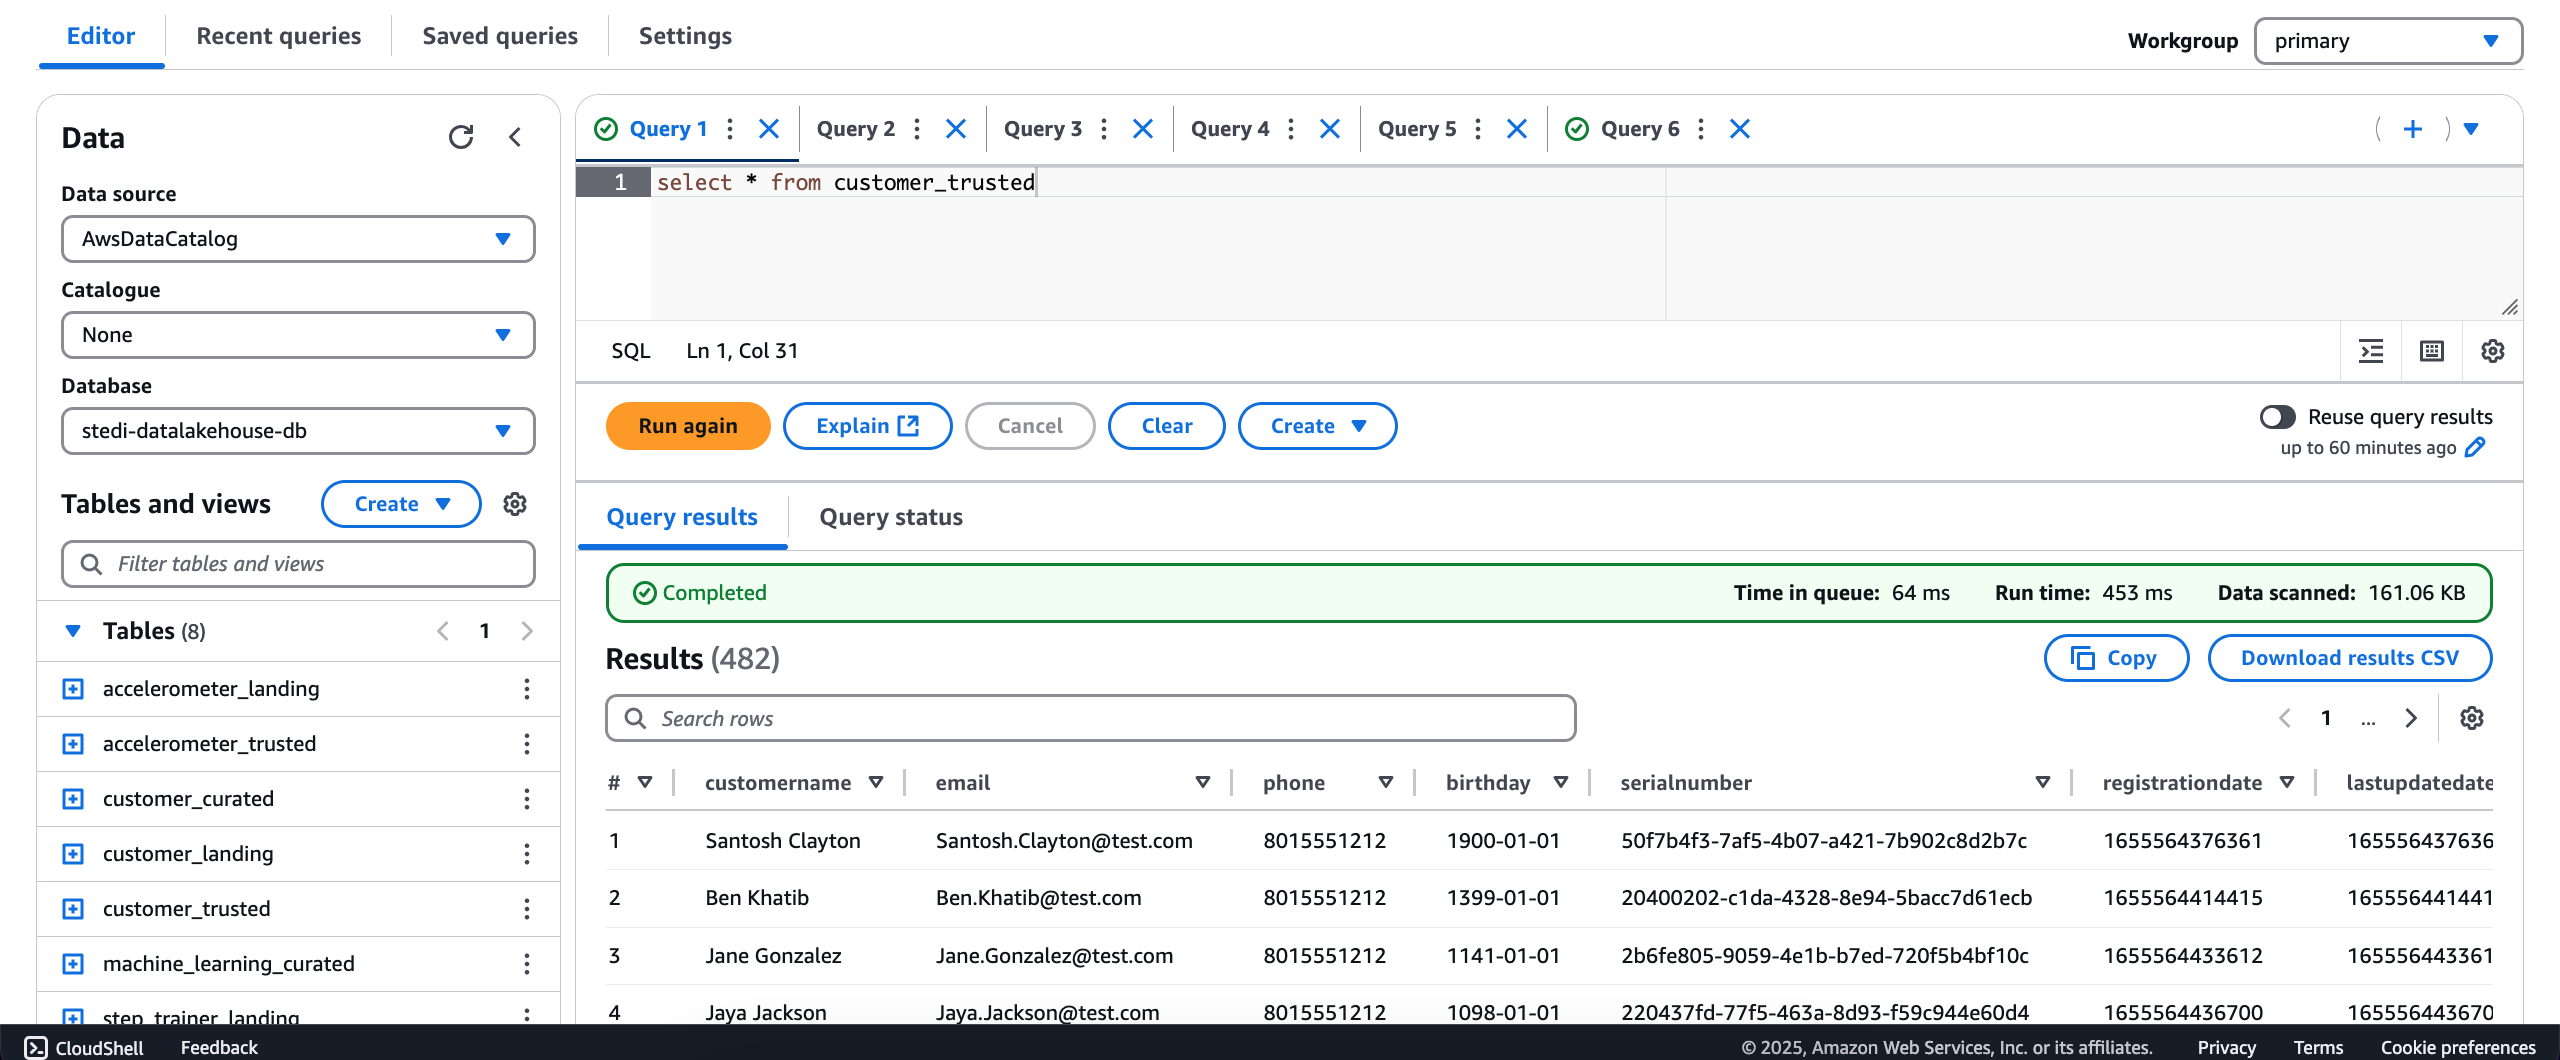 Editor Recent queries Saved queries Settings
Workgroup primary
Data
Data source
AwsDataCatalog
Catalogue
None
Database
stedi-datalakehouse-db
Tables and views Create
Filter tables and views
Tables (8) 1
accelerometer_landing
accelerometer_trusted
customer_curated
customer_landing
customer_trusted
machine_learning_curated
step_trainer_landing
Query 1 Query 2 Query 3 Query 4 Query 5 Query 6
1 select * from customer_trusted
SQL Ln 1, Col 31
Run again Explain Cancel Clear Create
Reuse query results
up to 60 minutes ago
Query results Query status
Completed Time in queue: 64 ms Run time: 453 ms Data scanned: 161.06 KB
Results (482) Copy Download results CSV
Search rows 1 ...
# customername email phone birthday serialnumber registrationdate lastupdatedate
1 Santosh Clayton Santosh.Clayton@test.com 8015551212 1900-01-01 50f7b4f3-7af5-4b07-a421-7b902c8d2b7c 1655564376361 165556437636
2 Ben Khatib Ben.Khatib@test.com 8015551212 1399-01-01 20400202-c1da-4328-8e94-5bacc7d61ecb 1655564414415 165556441441
3 Jane Gonzalez Jane.Gonzalez@test.com 8015551212 1141-01-01 2b6fe805-9059-4e1b-b7ed-720f5b4bf10c 1655564433612 165556443361
4 Jaya Jackson Jaya.Jackson@test.com 8015551212 1098-01-01 220437fd-77f5-463a-8d93-f59c944e60d4 1655564436700 165556443670
CloudShell Feedback © 2025, Amazon Web Services, Inc. or its affiliates. Privacy Terms Cookie preferences